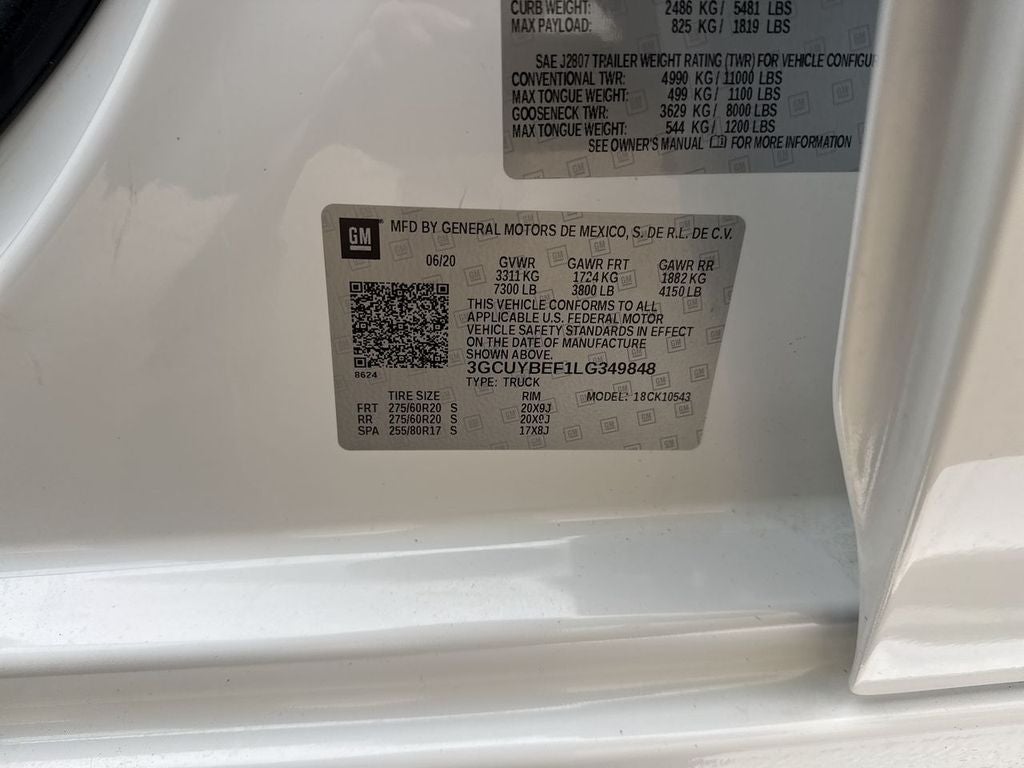 CURB WEIGHT: 2486 KG/ 5481 LBS
MAX PAYLOAD: 825 KG/ 1819 LBS
SAE J2807 TRAILER WEIGHT RATING (TWR) FOR VEHICLE CONFIGU
CONVENTIONAL TWR: 4990 KG/ 11000 LBS
MAX TONGUE WEIGHT: 499 KG/ 1100 LBS
GOOSENECK TWR: 3629 KG/ 8000 LBS
MAX TONGUE WEIGHT: 544 KG/ 1200 LBS
SEE OWNER'S MANUAL FOR MORE INFORMATION
GM® MFD BY GENERAL MOTORS DE MEXICO, S. DE R.L. DE C.V.
06/20 GVWR GAWR FRT GAWR RR
3311 KG 1724 KG 1882 KG
7300 LB 3800 LB 4150 LB
THIS VEHICLE CONFORMS TO ALL
APPLICABLE U.S. FEDERAL MOTOR
VEHICLE SAFETY STANDARDS IN EFFECT
ON THE DATE OF MANUFACTURE
SHOWN ABOVE.
3GCUYBEF1LG349848
8624
TYPE: TRUCK
TIRE SIZE RIM MODEL: 18CK10543
FRT 275/60R20 S 20X9J
RR 275/60R20 S 20X9J
SPA 255/80R17 S 17X8J